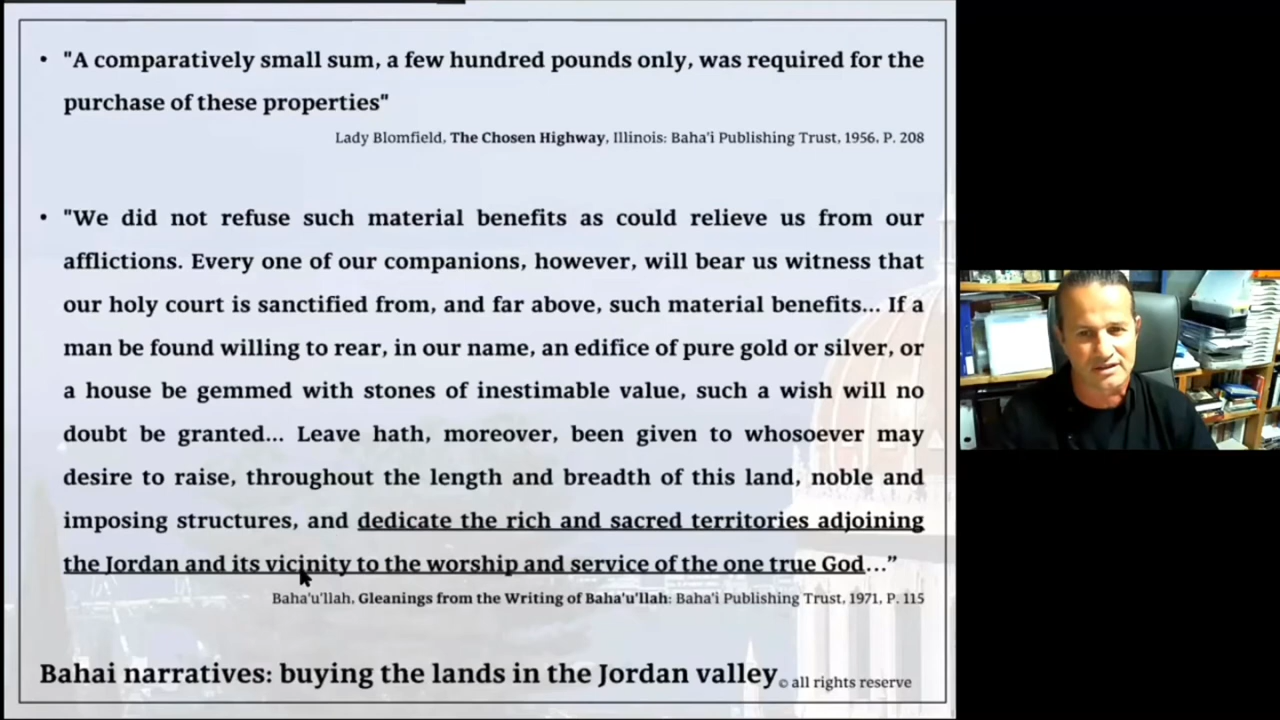 • "A comparatively small sum, a few hundred pounds only, was required for the
purchase of these properties"
Lady Blomfield, The Chosen Highway, Illinois: Baha'i Publishing Trust, 1956, P. 208
• "We did not refuse such material benefits as could relieve us from our
afflictions. Every one of our companions, however, will bear us witness that
our holy court is sanctified from, and far above, such material benefits... If a
man be found willing to rear, in our name, an edifice of pure gold or silver, or
a house be gemmed with stones of inestimable value, such a wish will no
doubt be granted... Leave hath, moreover, been given to whosoever may
desire to raise, throughout the length and breadth of this land, noble and
imposing structures, and dedicate the rich and sacred territories adjoining
the Jordan and its vicinity to the worship and service of the one true God...”
Baha'u'llah, Gleanings from the Writing of Baha'u'llah: Baha'i Publishing Trust, 1971, P. 115
Bahai narratives: buying the lands in the Jordan valley © all rights reserve